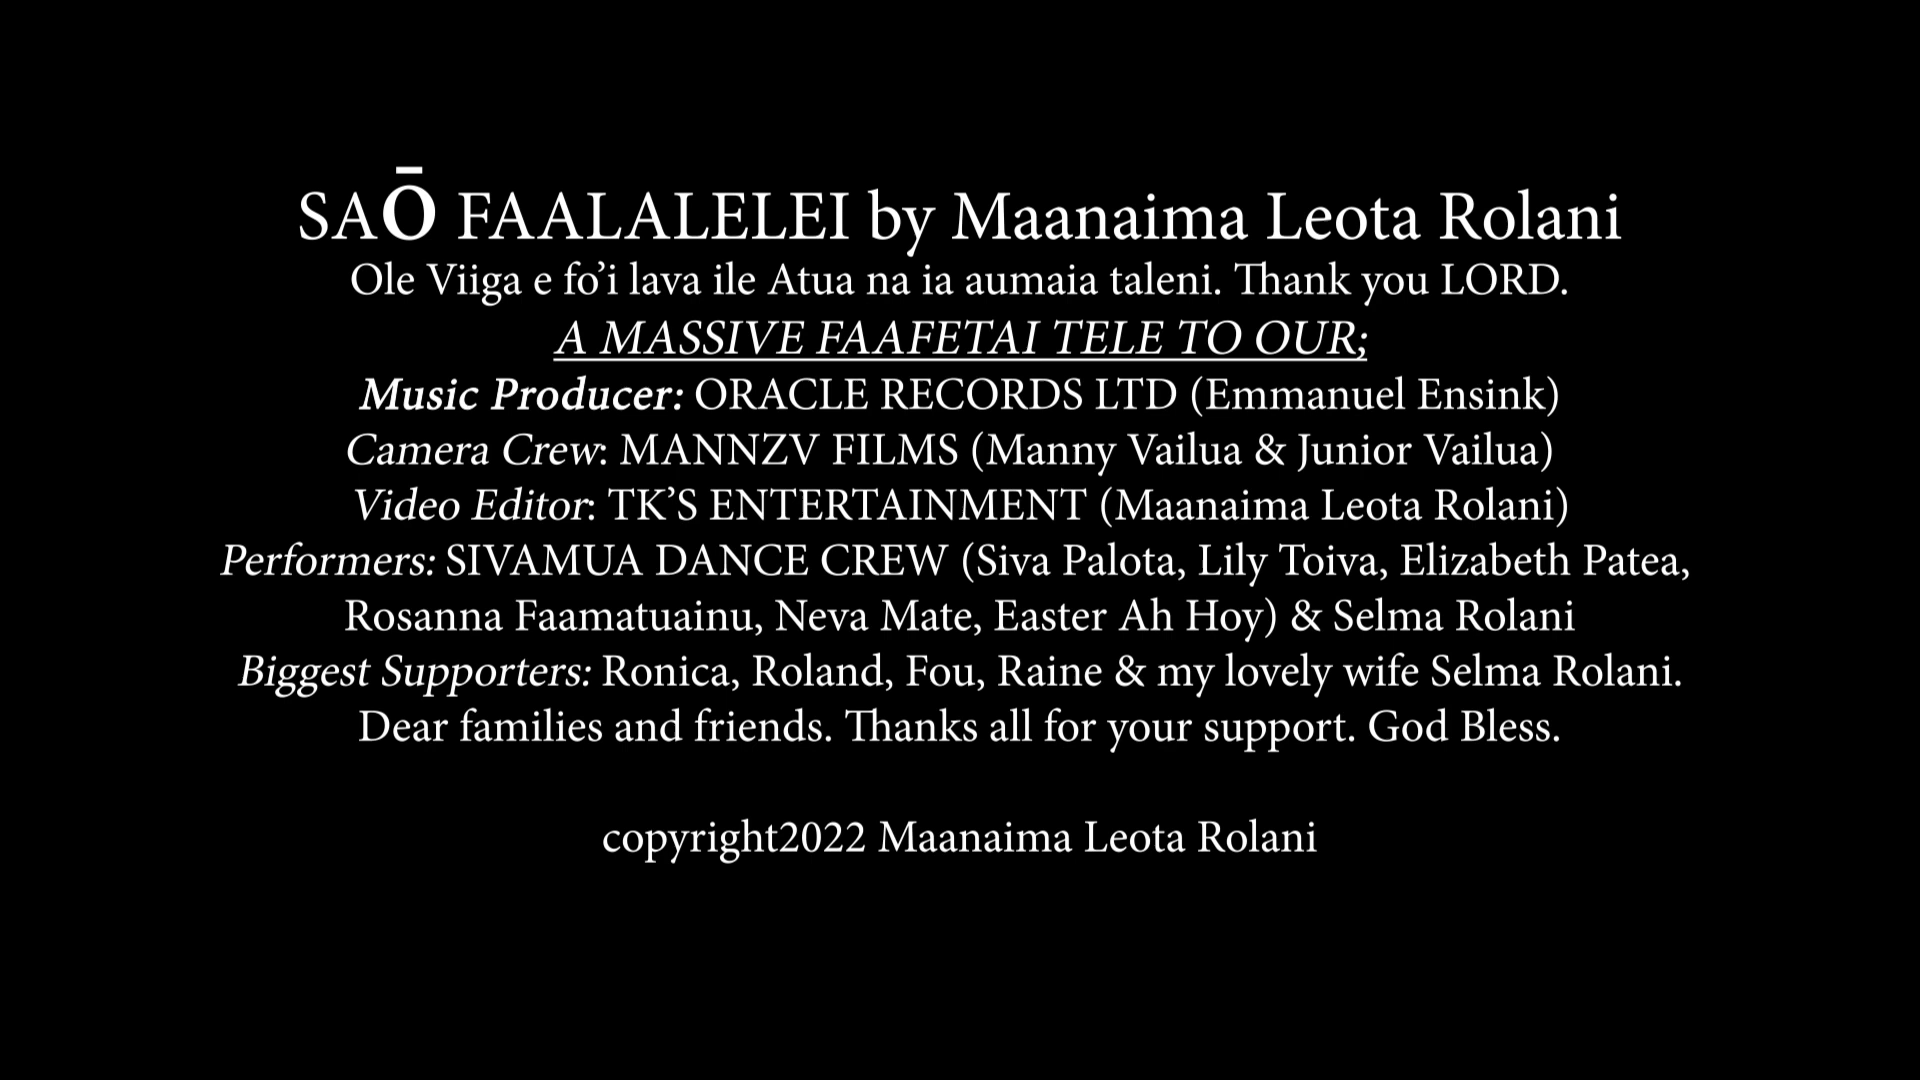 SAŌ FAALALELEI by Maanaima Leota Rolani
Ole Viiga e fo’i lava ile Atua na ia aumaia taleni. Thank you LORD.
A MASSIVE FAAFETAI TELE TO OUR;
Music Producer: ORACLE RECORDS LTD (Emmanuel Ensink)
Camera Crew: MANNZV FILMS (Manny Vailua & Junior Vailua)
Video Editor: TK’S ENTERTAINMENT (Maanaima Leota Rolani)
Performers: SIVAMUA DANCE CREW (Siva Palota, Lily Toiva, Elizabeth Patea,
Rosanna Faamatuainu, Neva Mate, Easter Ah Hoy) & Selma Rolani
Biggest Supporters: Ronica, Roland, Fou, Raine & my lovely wife Selma Rolani.
Dear families and friends. Thanks all for your support. God Bless.
copyright2022 Maanaima Leota Rolani